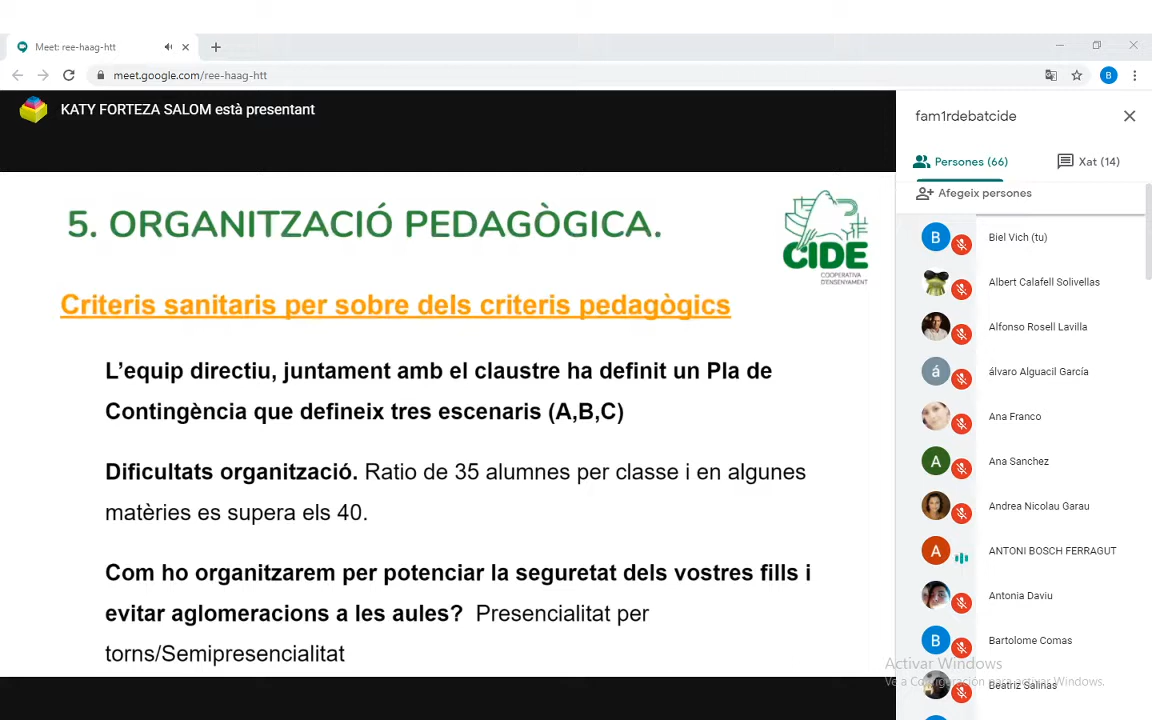 Meet: ree-haag-htt
meet.google.com/ree-haag-htt
B
KATY FORTEZA SALOM està presentant
fam1rdebatcide
Persones (66)
Xat (14)
Afegeix persones
5. ORGANITZACIÓ PEDAGÒGICA.
CIDE
COOPERATIVA
D'ENSENYAMENT
Criteris sanitaris per sobre dels criteris pedagògics
L'equip directiu, juntament amb el claustre ha definit un Pla de
Contingència que defineix tres escenaris (A,B,C)
Dificultats organització. Ratio de 35 alumnes per classe i en algunes
matèries es supera els 40.
Com ho organitzarem per potenciar la seguretat dels vostres fills i
evitar aglomeracions a les aules? Presencialitat per
torns/Semipresencialitat
B Biel Vich (tu)
Albert Calafell Solivellas
Alfonso Rosell Lavilla
á álvaro Alguacil García
Ana Franco
A Ana Sanchez
Andrea Nicolau Garau
A ANTONI BOSCH FERRAGUT
Antonia Daviu
B Bartolome Comas
Beatriz Salinas
Activar Windows
Ve a Configuración para activar Windows.